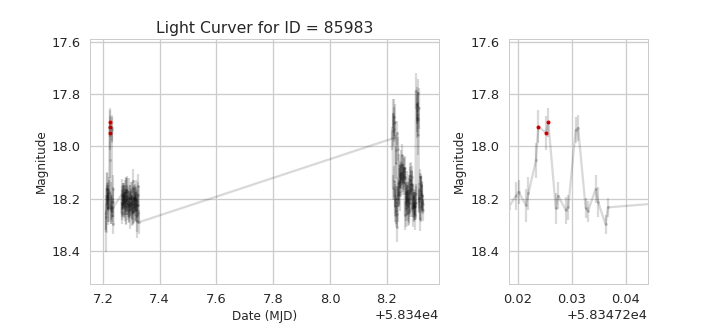 Light Curver for ID = 85983
17.6
17.8
18.0
18.2
18.4
Magnitude
7.2 7.4 7.6 7.8 8.0 8.2
Date (MJD)
+5.834e4
17.6
17.8
18.0
18.2
18.4
Magnitude
0.02 0.03 0.04
+5.83472e4